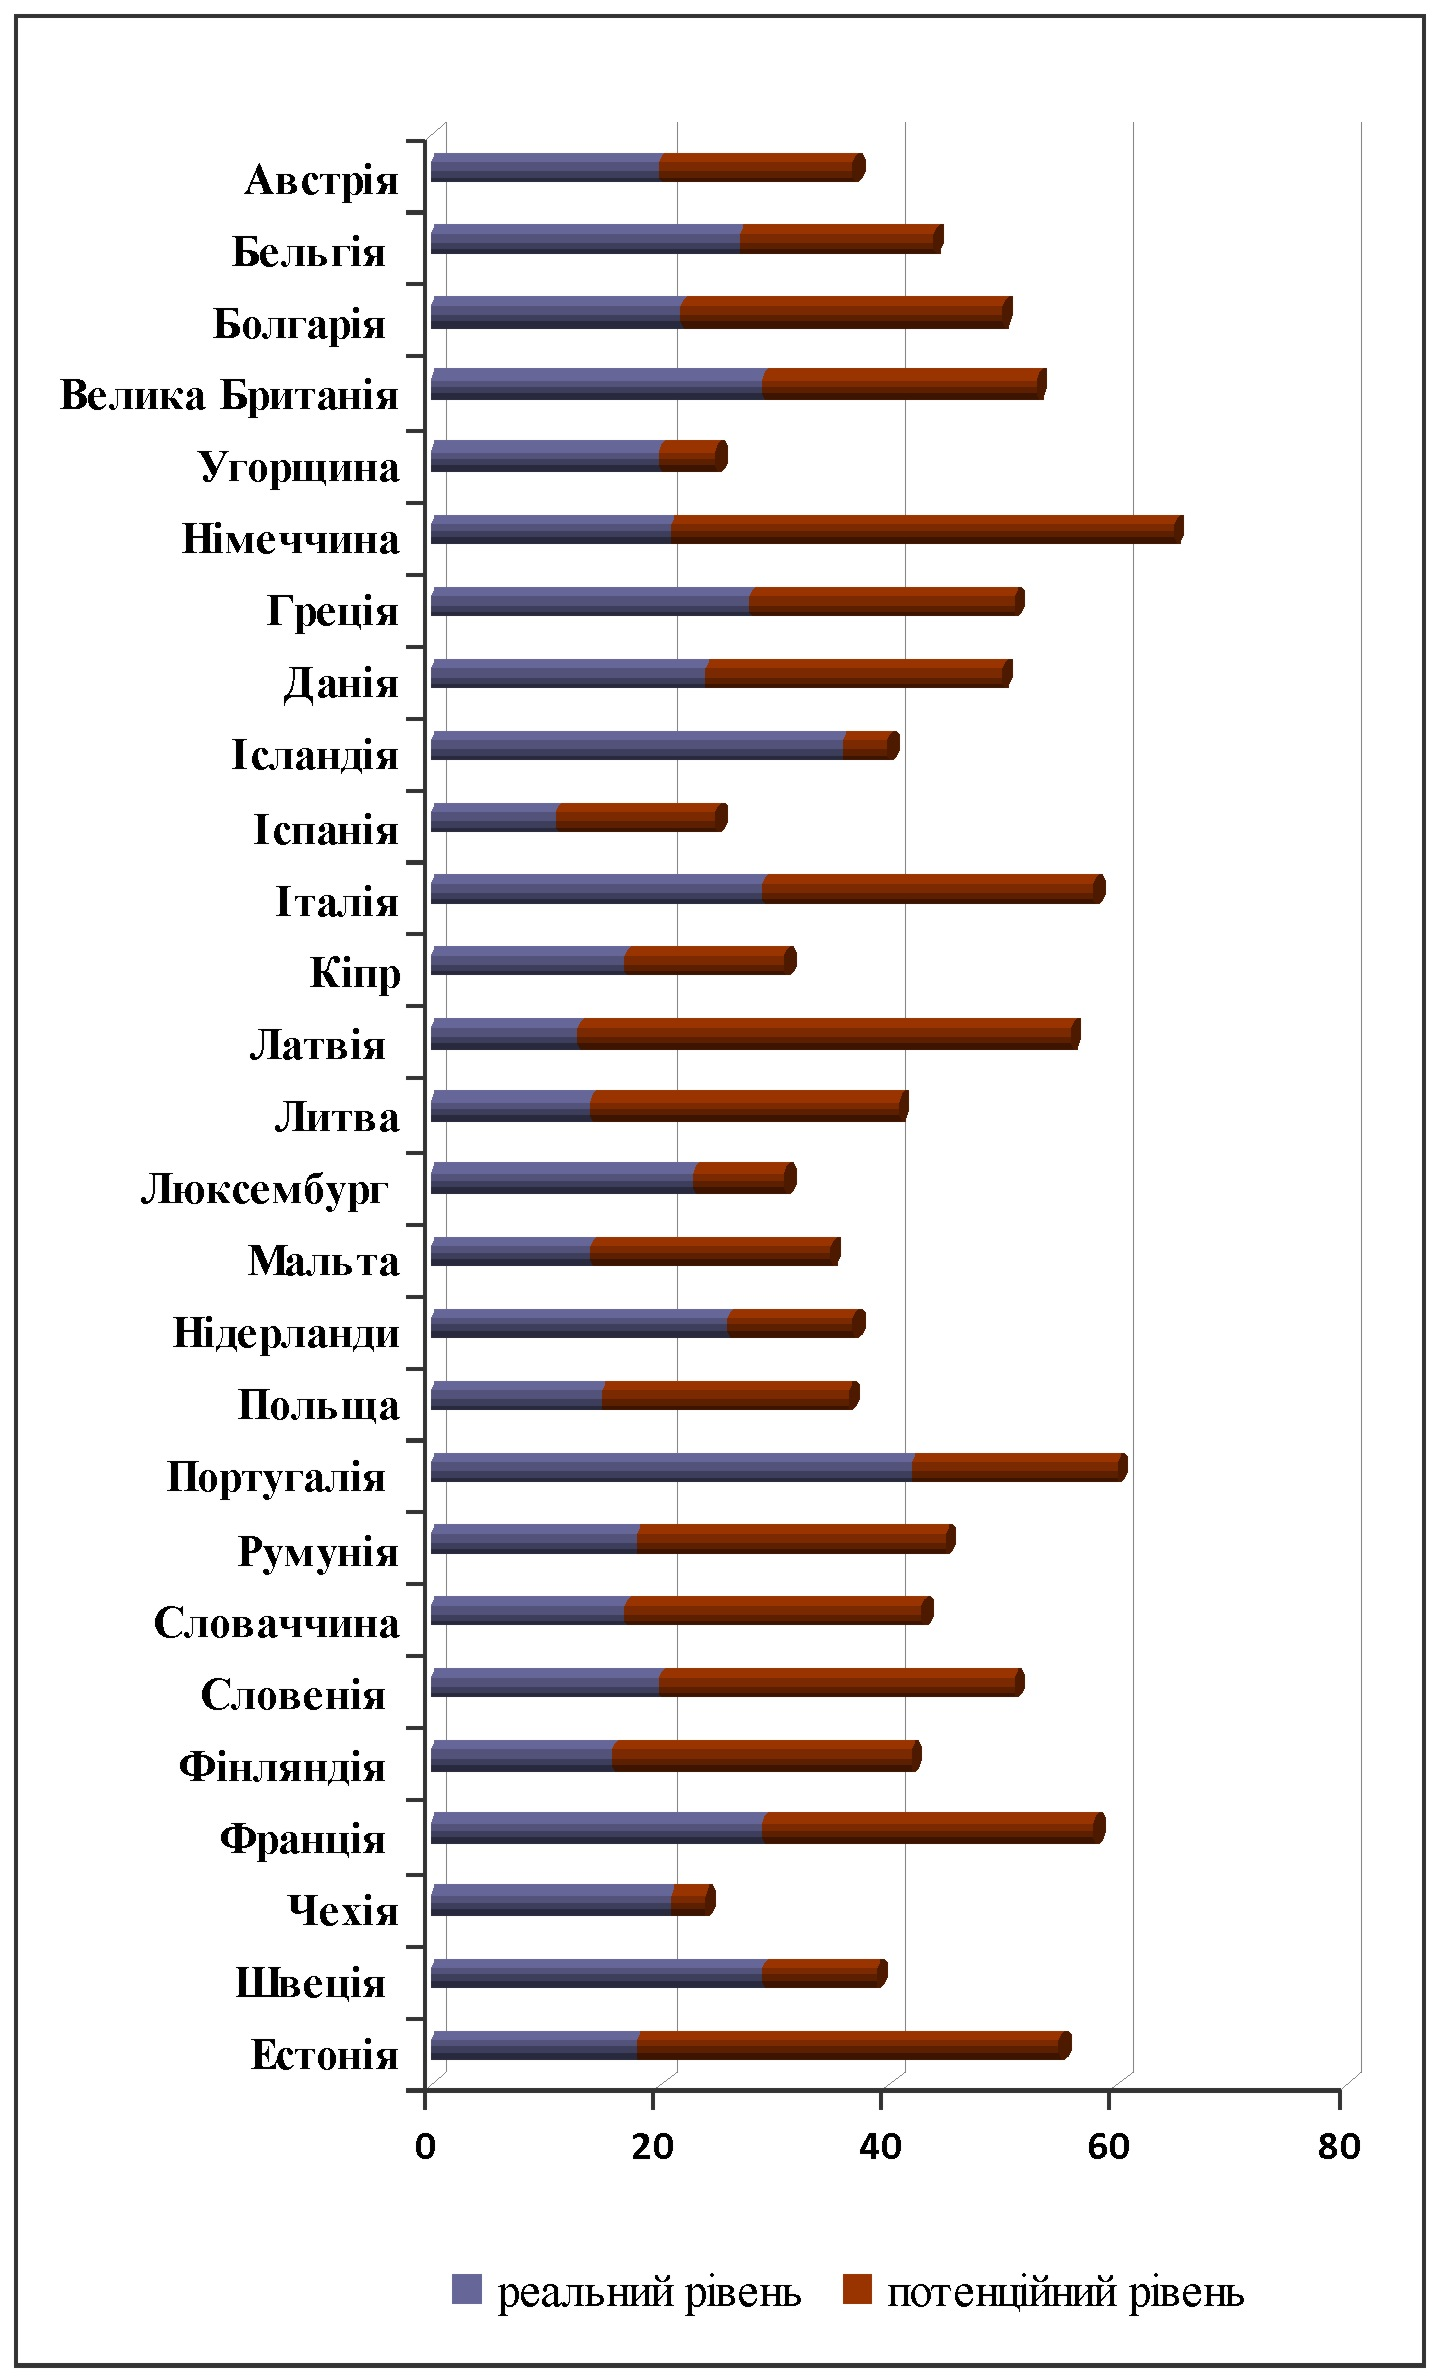 Австрія
Бельгія
Болгарія
Велика Британія
Угорщина
Німеччина
Греція
Данія
Ісландія
Іспанія
Італія
Кіпр
Латвія
Литва
Люксембург
Мальта
Нідерланди
Польща
Португалія
Румунія
Словаччина
Словенія
Фінляндія
Франція
Чехія
Швеція
Естонія
0 20 40 60 80
реальний рівень потенційний рівень